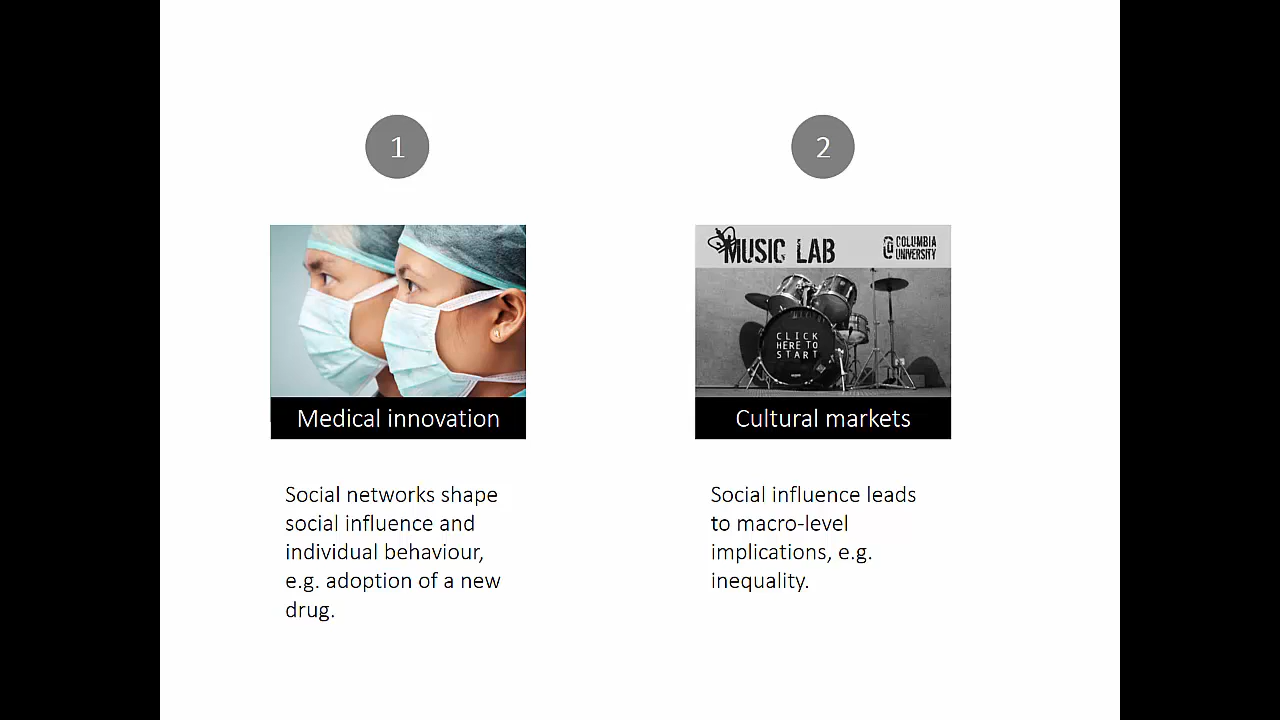 1
Medical innovation
Social networks shape
social influence and
individual behaviour,
e.g. adoption of a new
drug.
2
MUSIC LAB
COLUMBIA
UNIVERSITY
CLICK
HERE TO
START
Cultural markets
Social influence leads
to macro-level
implications, e.g.
inequality.